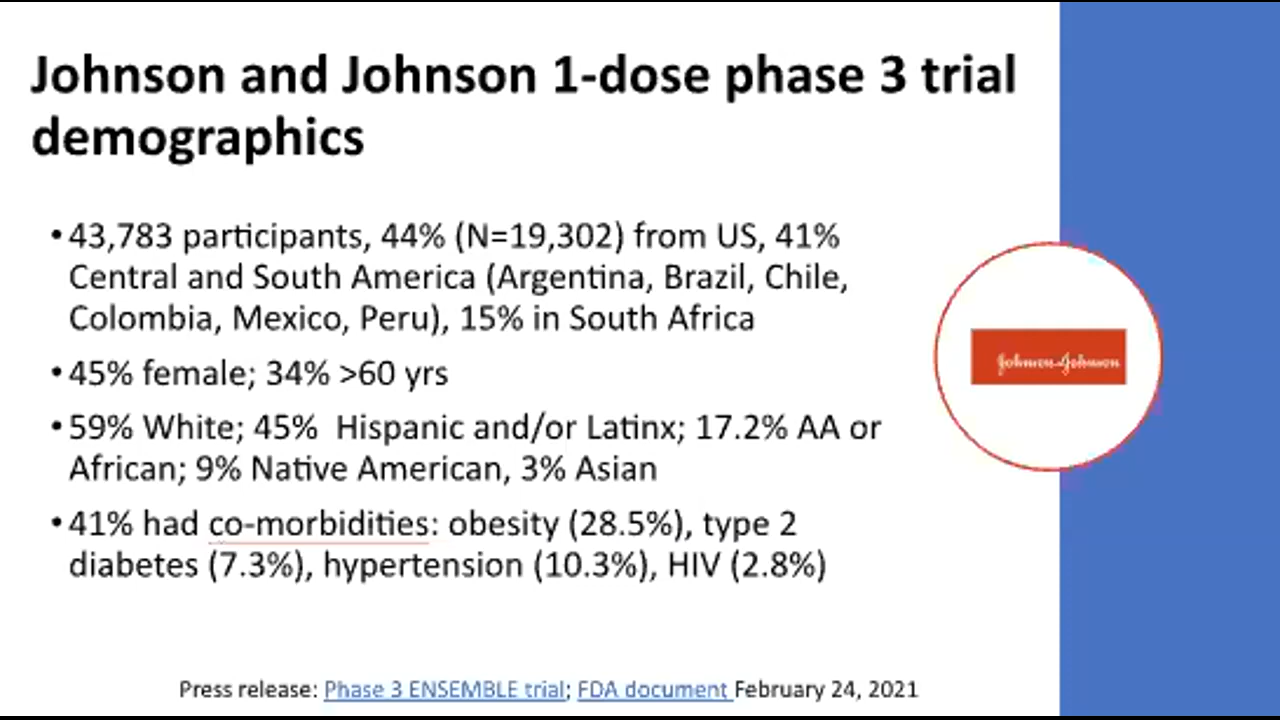 Johnson and Johnson 1-dose phase 3 trial
demographics
•43,783 participants, 44% (N=19,302) from US, 41%
Central and South America (Argentina, Brazil, Chile,
Colombia, Mexico, Peru), 15% in South Africa
•45% female; 34% >60 yrs
•59% White; 45% Hispanic and/or Latinx; 17.2% AA or
African; 9% Native American, 3% Asian
Johnson & Johnson
•41% had co-morbidities: obesity (28.5%), type 2
diabetes (7.3%), hypertension (10.3%), HIV (2.8%)
Press release: Phase 3 ENSEMBLE trial; FDA document February 24, 2021